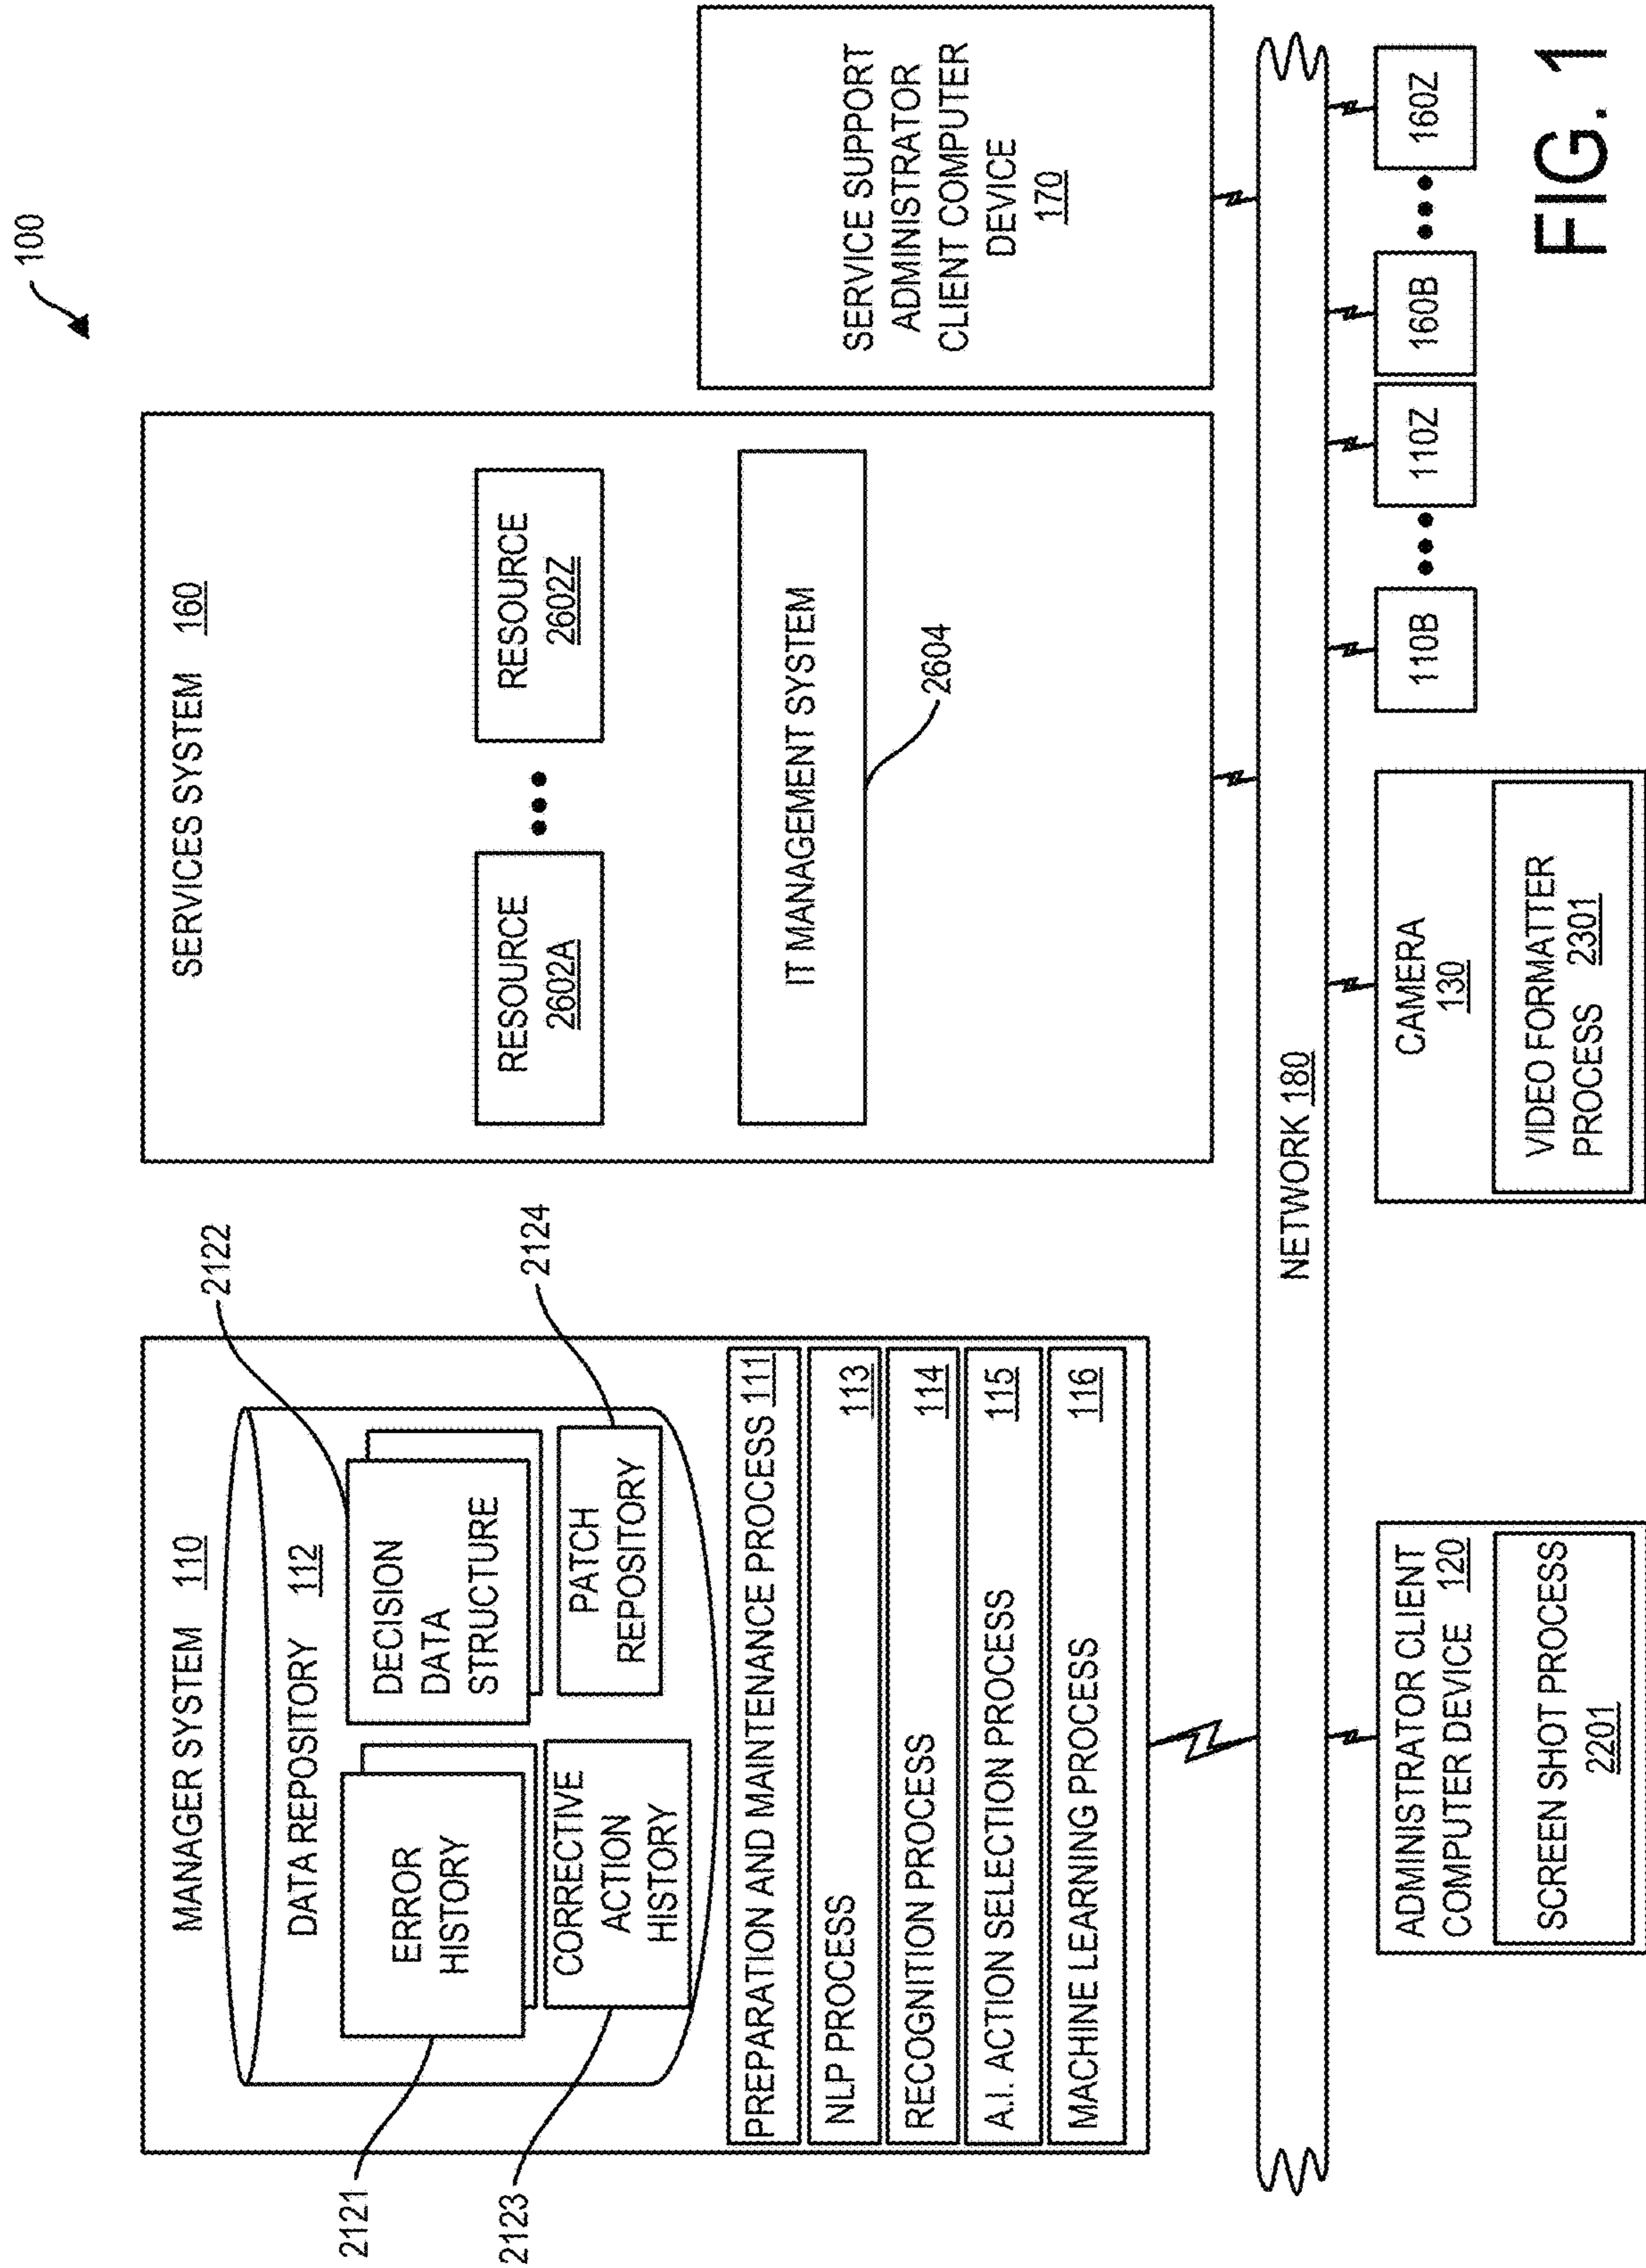 100
MANAGER SYSTEM 110
DATA REPOSITORY 112
ERROR
HISTORY
2121
DECISION
DATA
STRUCTURE
2122
CORRECTIVE
ACTION
HISTORY
2123
PATCH
REPOSITORY
2124
PREPARATION AND MAINTENANCE PROCESS 111
NLP PROCESS 113
RECOGNITION PROCESS 114
A.I. ACTION SELECTION PROCESS 115
MACHINE LEARNING PROCESS 116
SERVICES SYSTEM 160
RESOURCE
2602A
RESOURCE
2602Z
IT MANAGEMENT SYSTEM
2604
SERVICE SUPPORT
ADMINISTRATOR
CLIENT COMPUTER
DEVICE
170
NETWORK 180
ADMINISTRATOR CLIENT
COMPUTER DEVICE 120
SCREEN SHOT PROCESS
2201
CAMERA
130
VIDEO FORMATTER
PROCESS 2301
110B
110Z
160B
160Z
FIG. 1